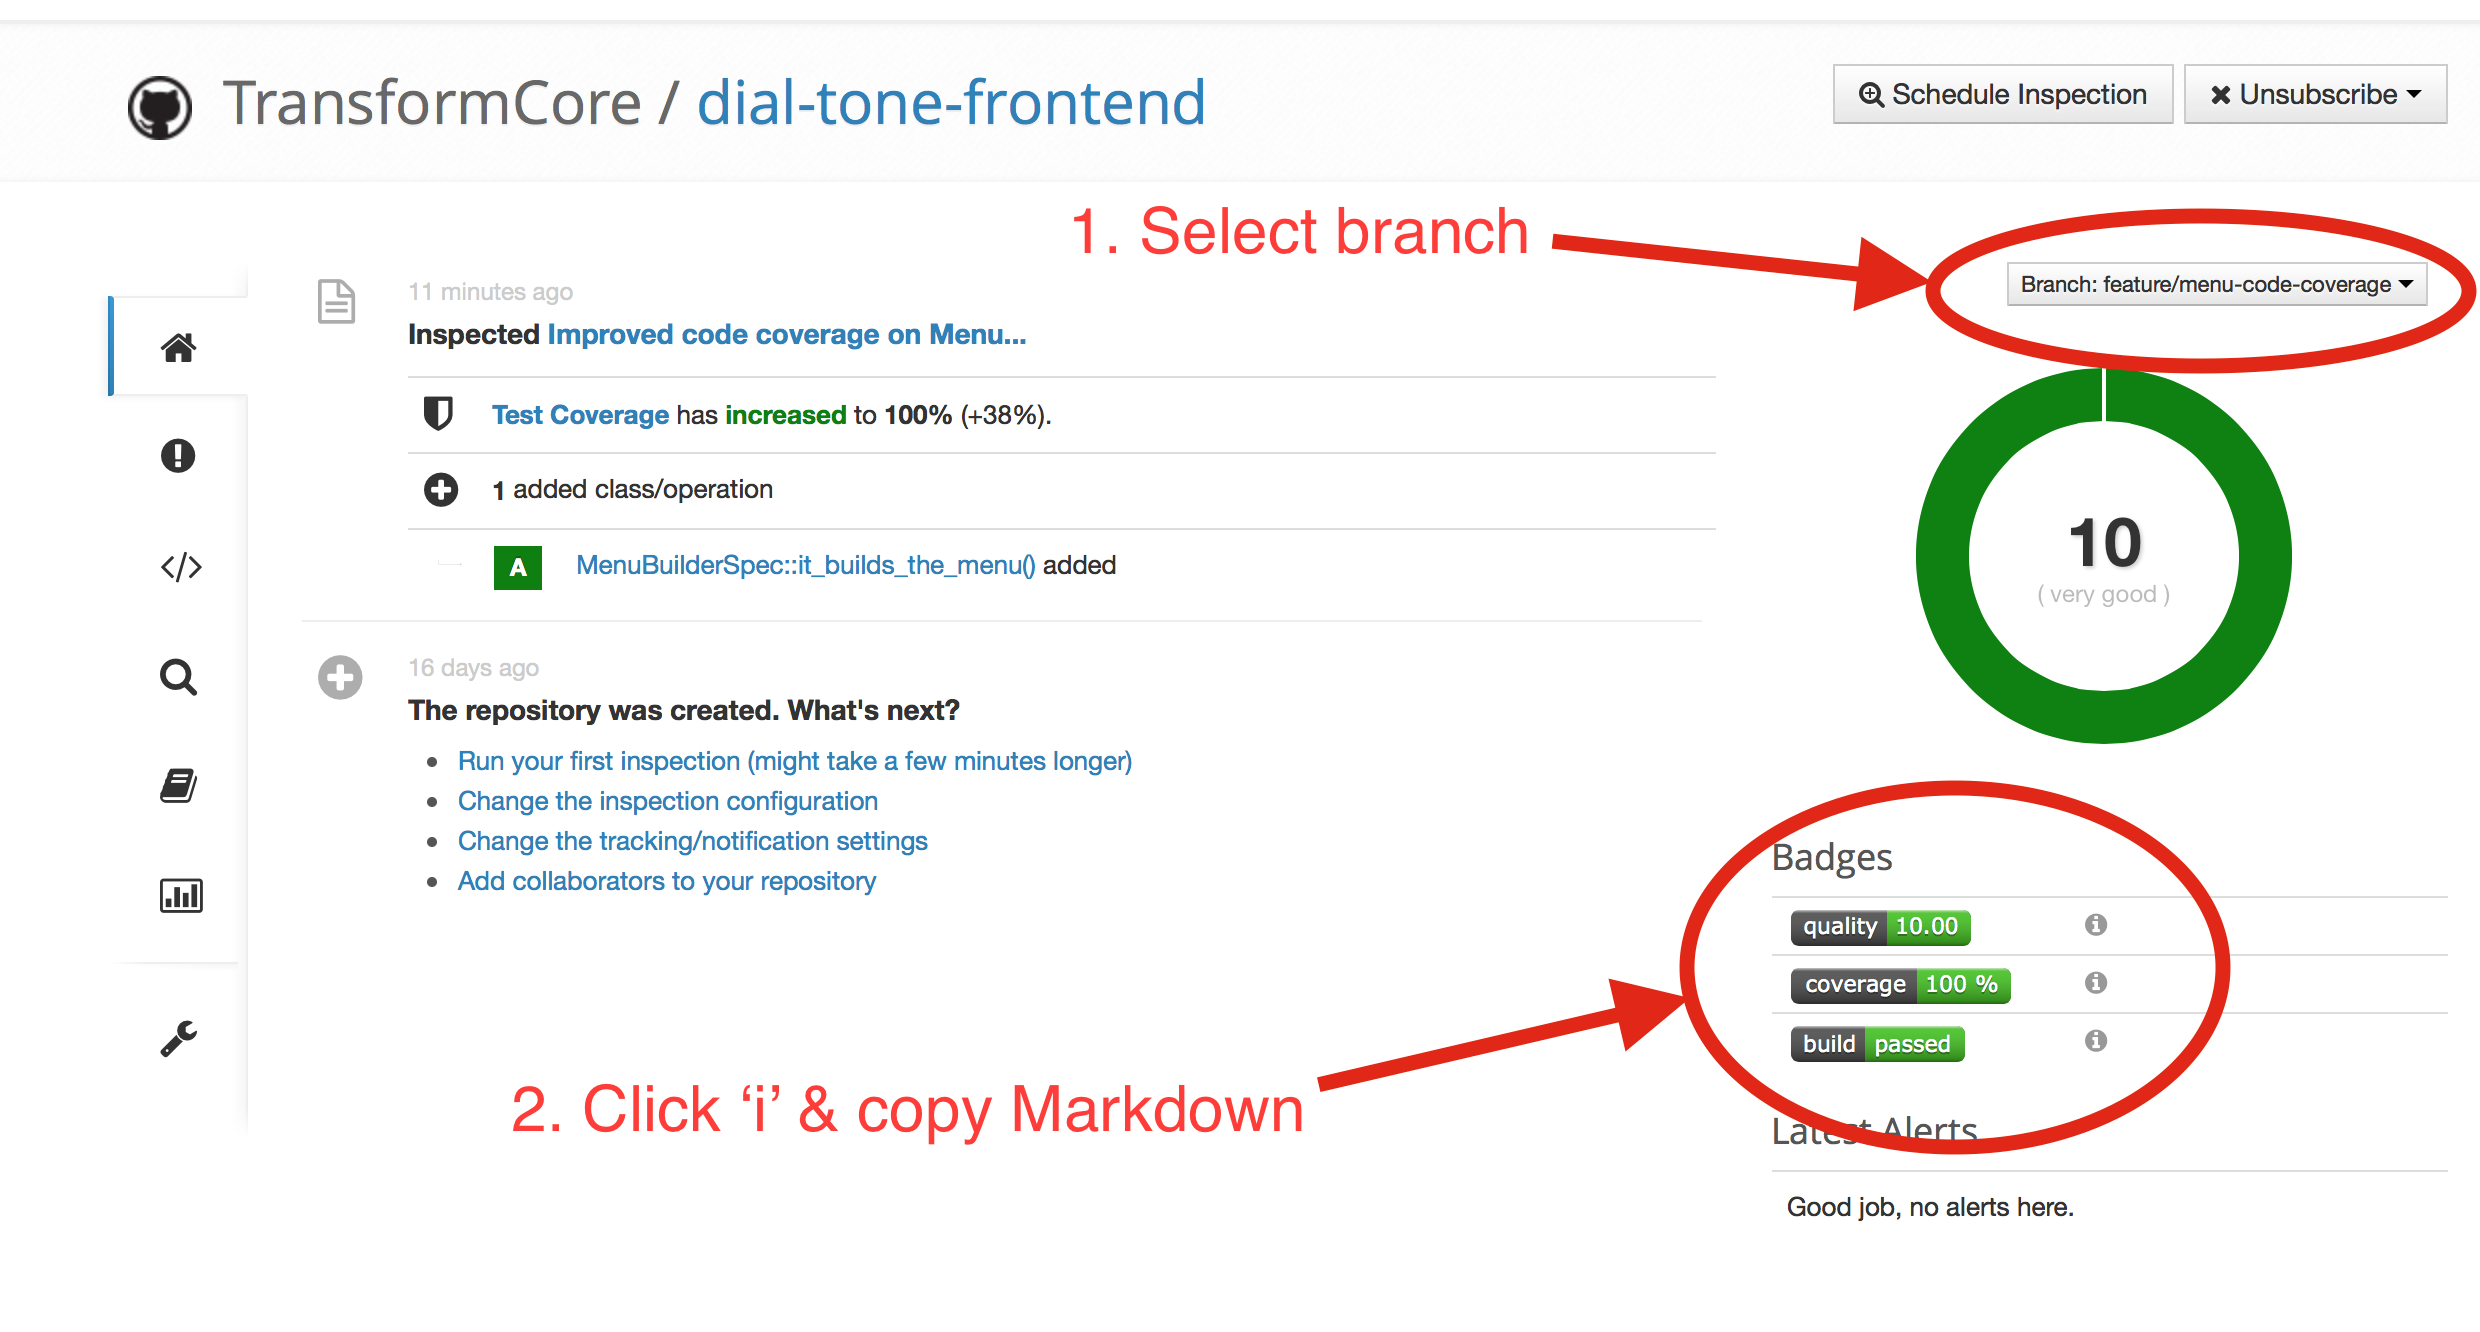 TransformCore / dial-tone-frontend
Schedule Inspection
Unsubscribe
1. Select branch
Branch: feature/menu-code-coverage
11 minutes ago
Inspected Improved code coverage on Menu...
Test Coverage has increased to 100% (+38%).
1 added class/operation
A MenuBuilderSpec::it_builds_the_menu() added
10
( very good )
16 days ago
The repository was created. What's next?
Run your first inspection (might take a few minutes longer)
Change the inspection configuration
Change the tracking/notification settings
Add collaborators to your repository
Badges
quality 10.00
coverage 100 %
build passed
2. Click ‘i’ & copy Markdown
Latest Alerts
Good job, no alerts here.